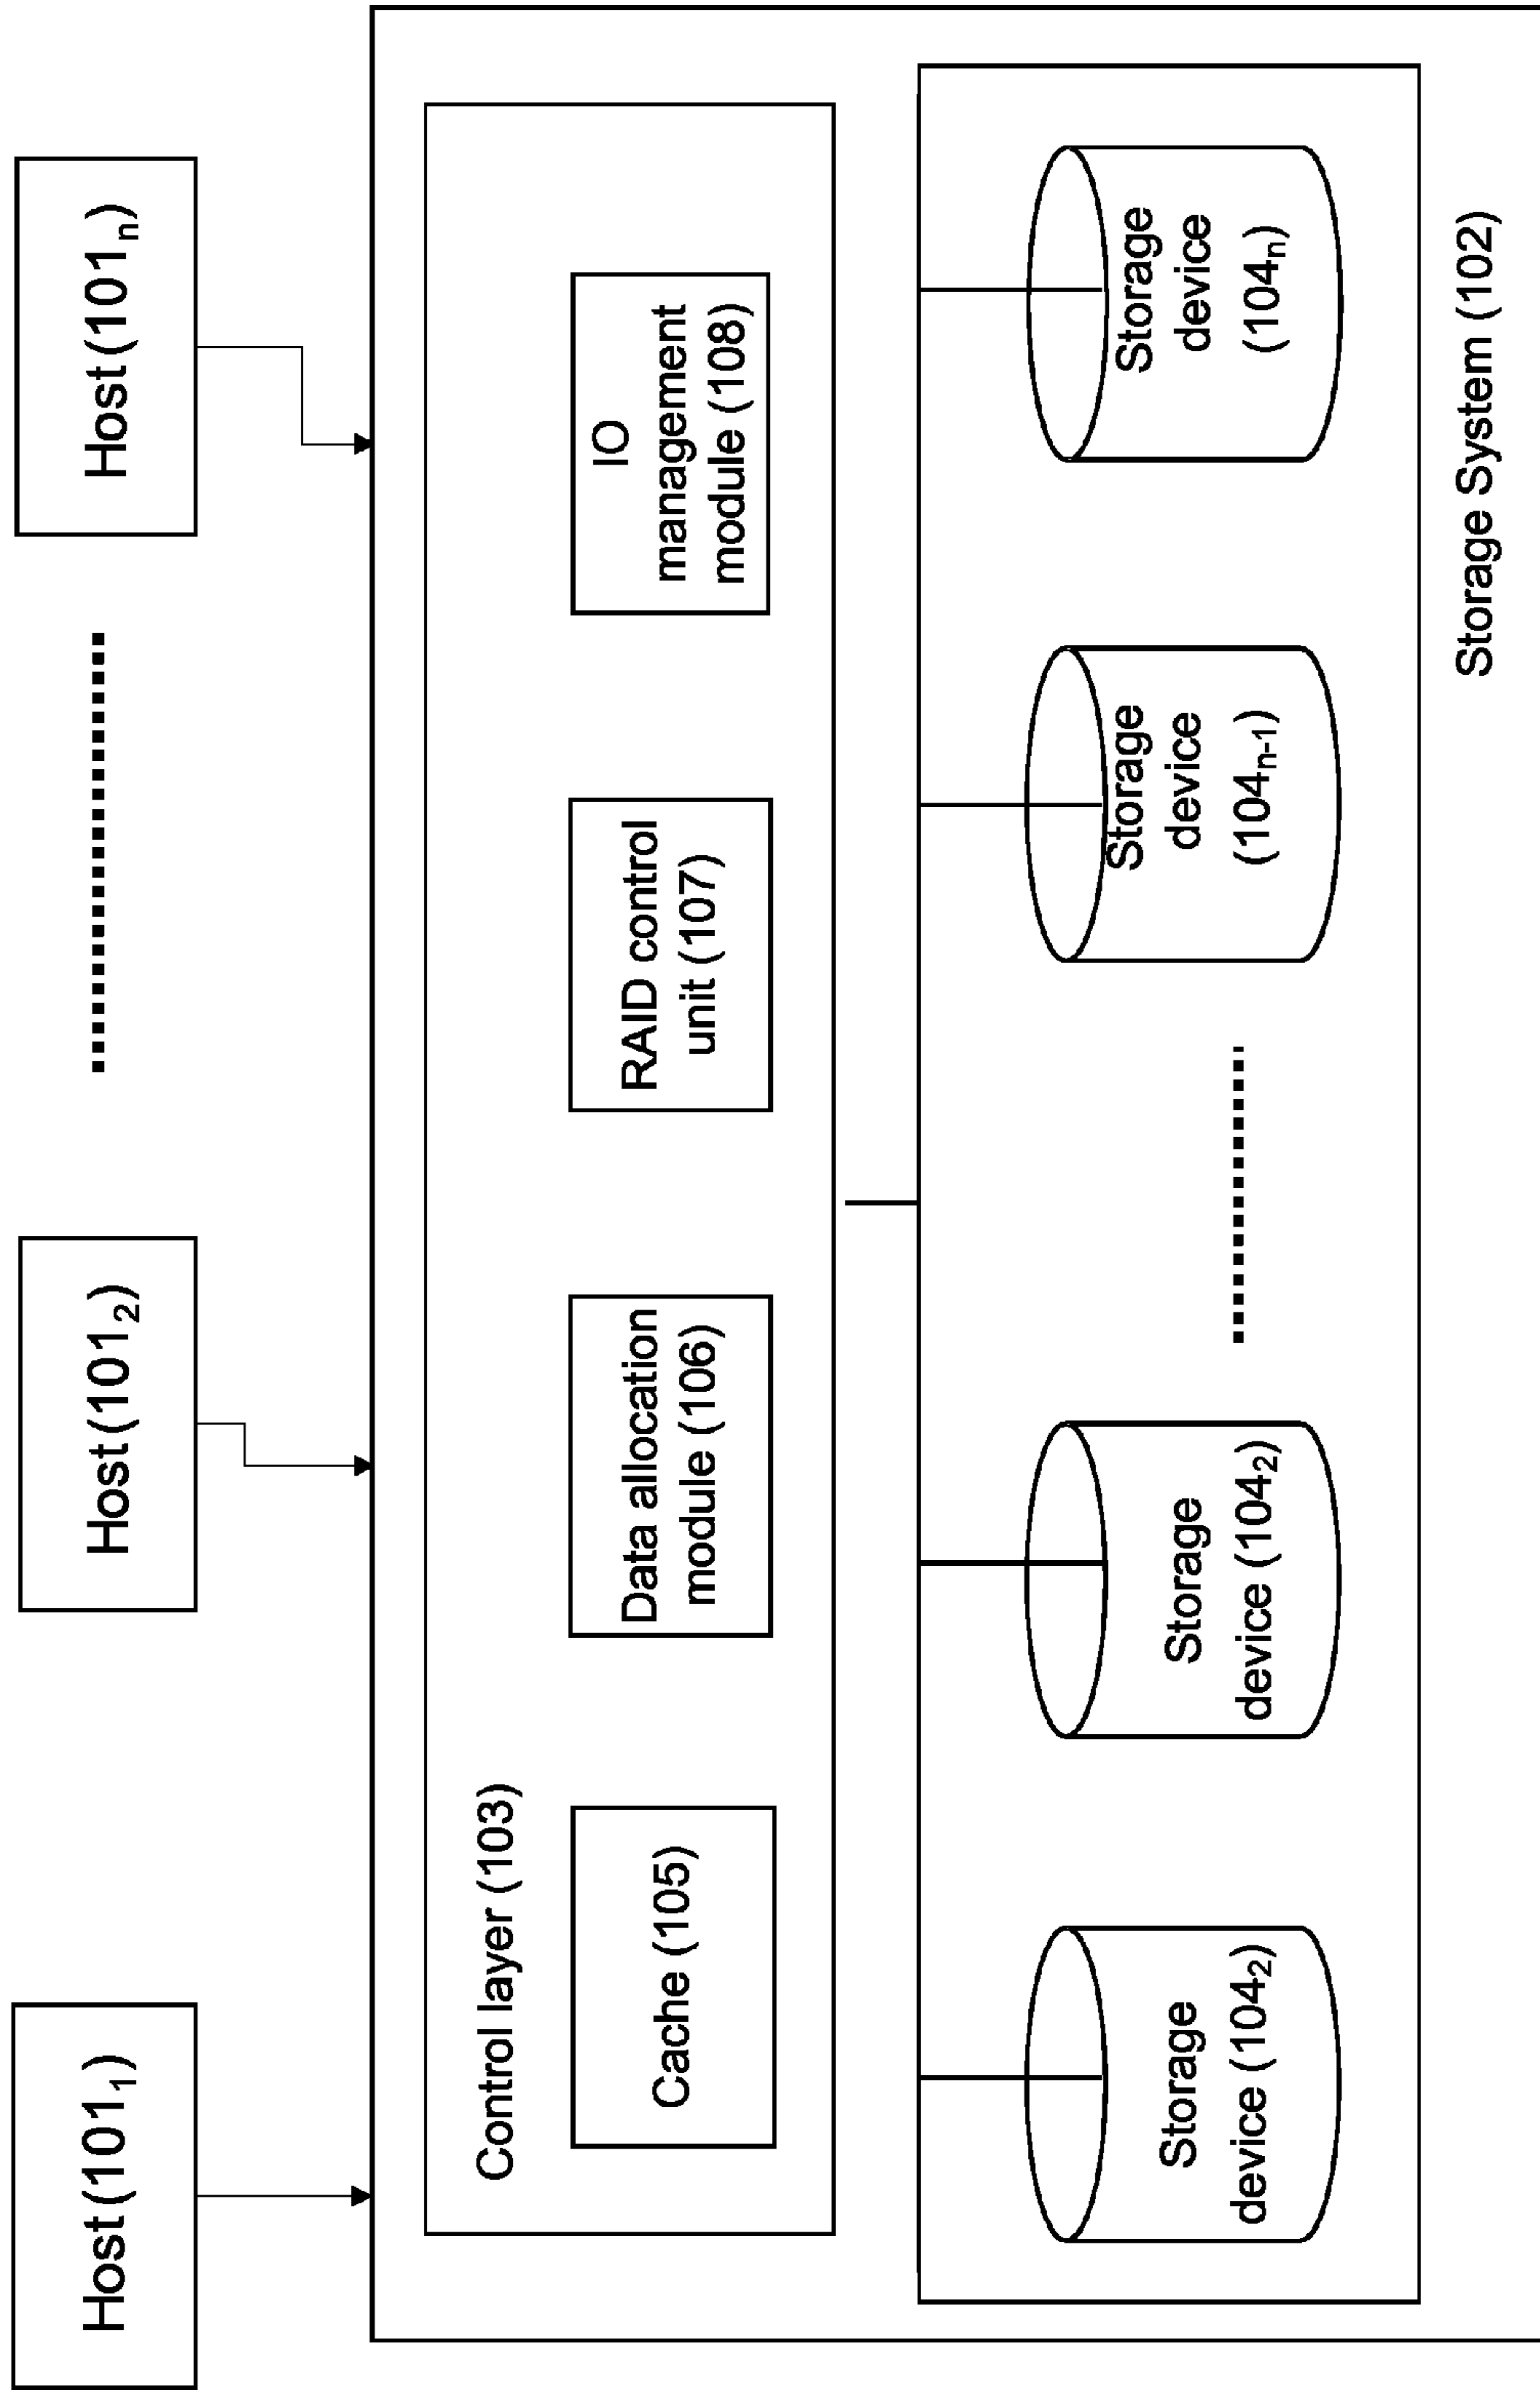 Host (101₁)
Host (101₂)
Host (101ₙ)
Control layer (103)
Cache (105)
Data allocation
module (106)
RAID control
unit (107)
IO
management
module (108)
Storage
device (104₂)
Storage
device (104₂)
Storage
device
(104ₙ₋₁)
Storage
device
(104ₙ)
Storage System (102)